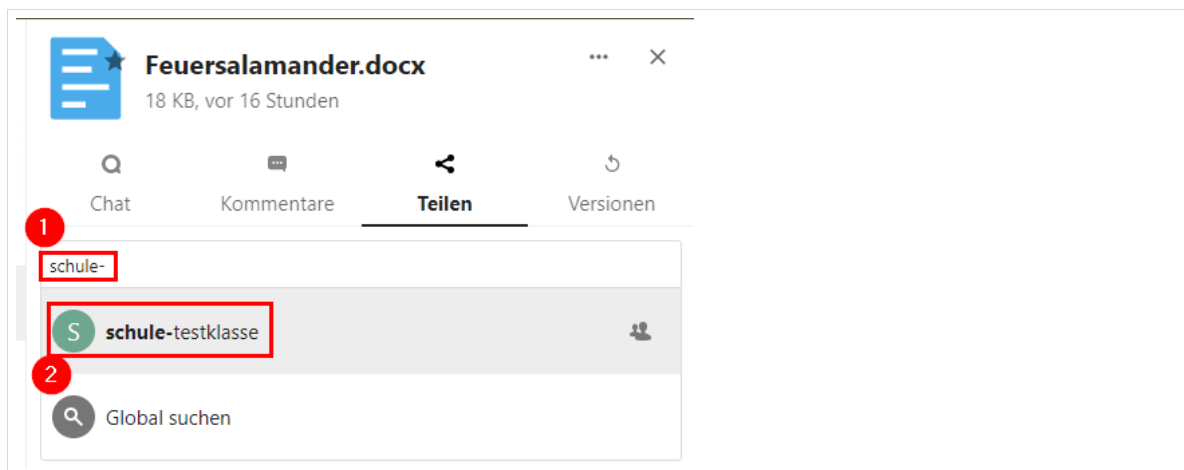 Feuersalamander.docx
18 KB, vor 16 Stunden
Chat Kommentare Teilen Versionen
1
schule-
S schule-testklasse
2
Global suchen